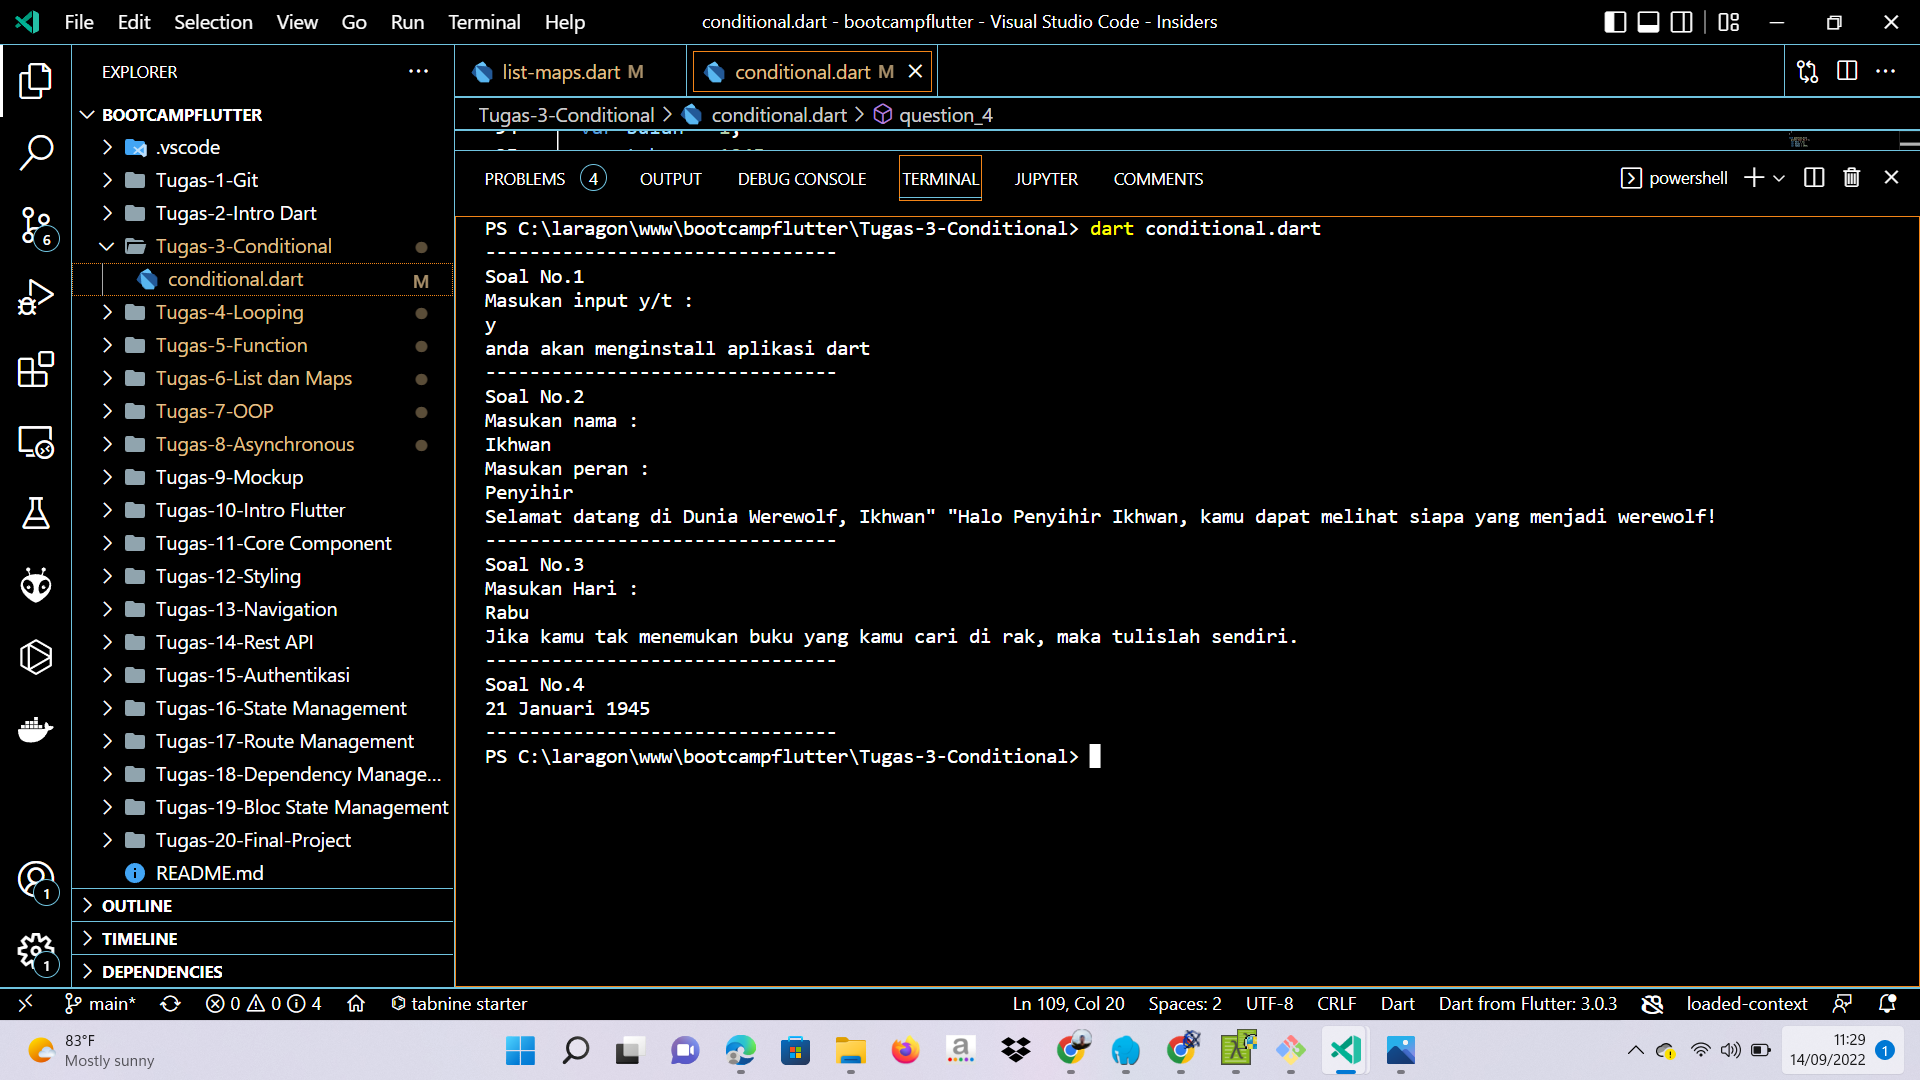 File Edit Selection View Go Run Terminal Help conditional.dart - bootcampflutter - Visual Studio Code - Insiders
EXPLORER
BOOTCAMPFLUTTER
.vscode
Tugas-1-Git
Tugas-2-Intro Dart
Tugas-3-Conditional
conditional.dart M
Tugas-4-Looping
Tugas-5-Function
Tugas-6-List dan Maps
Tugas-7-OOP
Tugas-8-Asynchronous
Tugas-9-Mockup
Tugas-10-Intro Flutter
Tugas-11-Core Component
Tugas-12-Styling
Tugas-13-Navigation
Tugas-14-Rest API
Tugas-15-Authentikasi
Tugas-16-State Management
Tugas-17-Route Management
Tugas-18-Dependency Manage...
Tugas-19-Bloc State Management
Tugas-20-Final-Project
README.md
OUTLINE
TIMELINE
DEPENDENCIES
6
1
1
list-maps.dart M conditional.dart M
Tugas-3-Conditional > conditional.dart > question_4
PROBLEMS 4 OUTPUT DEBUG CONSOLE TERMINAL JUPYTER COMMENTS powershell
PS C:\laragon\www\bootcampflutter\Tugas-3-Conditional> dart conditional.dart
--------------------------------
Soal No.1
Masukan input y/t :
y
anda akan menginstall aplikasi dart
--------------------------------
Soal No.2
Masukan nama :
Ikhwan
Masukan peran :
Penyihir
Selamat datang di Dunia Werewolf, Ikhwan" "Halo Penyihir Ikhwan, kamu dapat melihat siapa yang menjadi werewolf!
--------------------------------
Soal No.3
Masukan Hari :
Rabu
Jika kamu tak menemukan buku yang kamu cari di rak, maka tulislah sendiri.
--------------------------------
Soal No.4
21 Januari 1945
--------------------------------
PS C:\laragon\www\bootcampflutter\Tugas-3-Conditional>
main* 0 0 4 tabnine starter Ln 109, Col 20 Spaces: 2 UTF-8 CRLF Dart Dart from Flutter: 3.0.3 loaded-context
83°F
Mostly sunny
11:29
14/09/2022
1